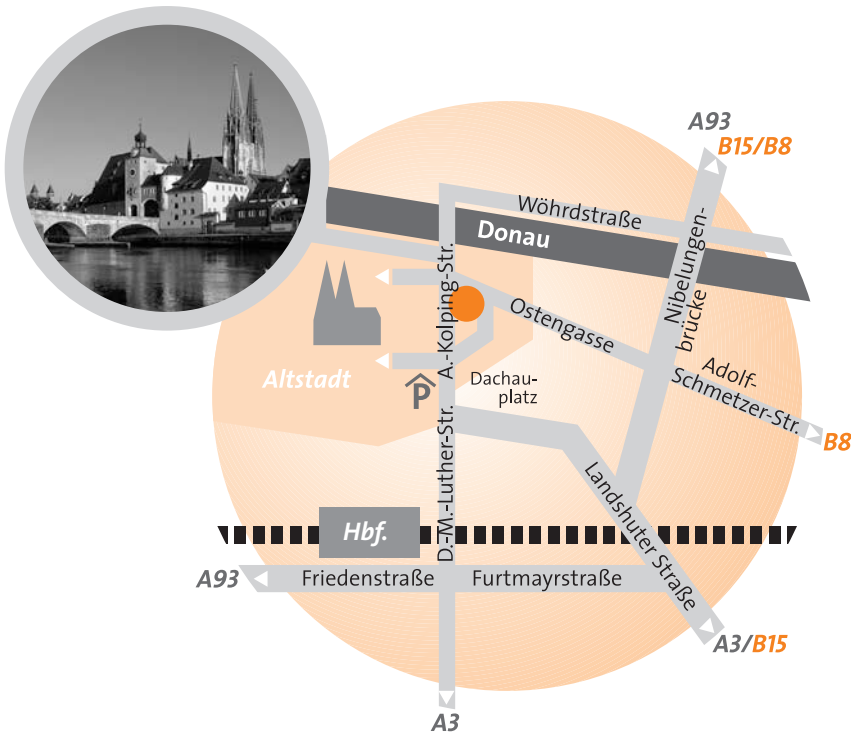 A93
B15/B8
Wöhrdstraße
Donau
Nibelungen-
brücke
A.-Kolping-Str.
Ostengasse
Adolf-
Schmetzer-Str.
B8
Altstadt
P
Dachau-
platz
D.-M.-Luther-Str.
Landshuter Straße
Hbf.
A93
Friedenstraße
Furtmayrstraße
A3/B15
A3